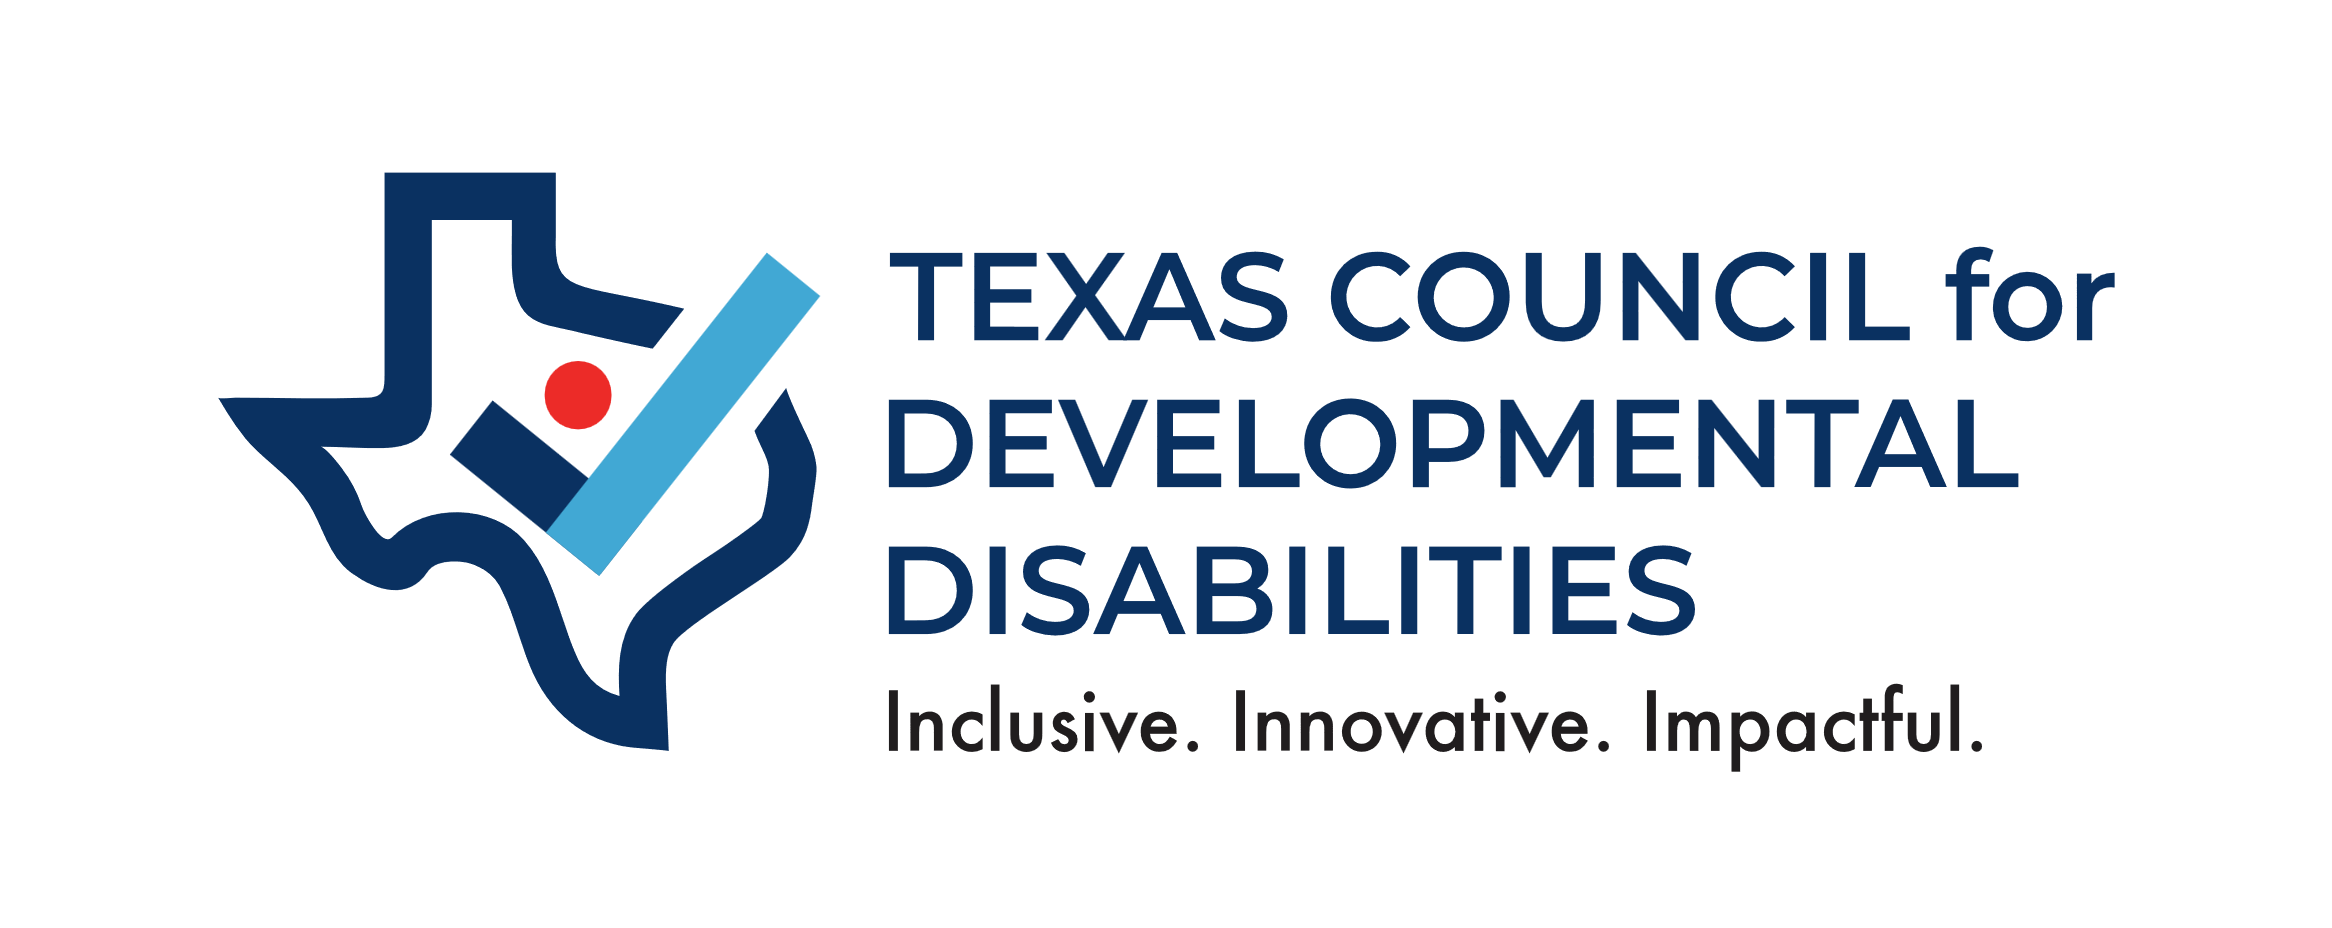 TEXAS COUNCIL for
DEVELOPMENTAL
DISABILITIES
Inclusive. Innovative. Impactful.